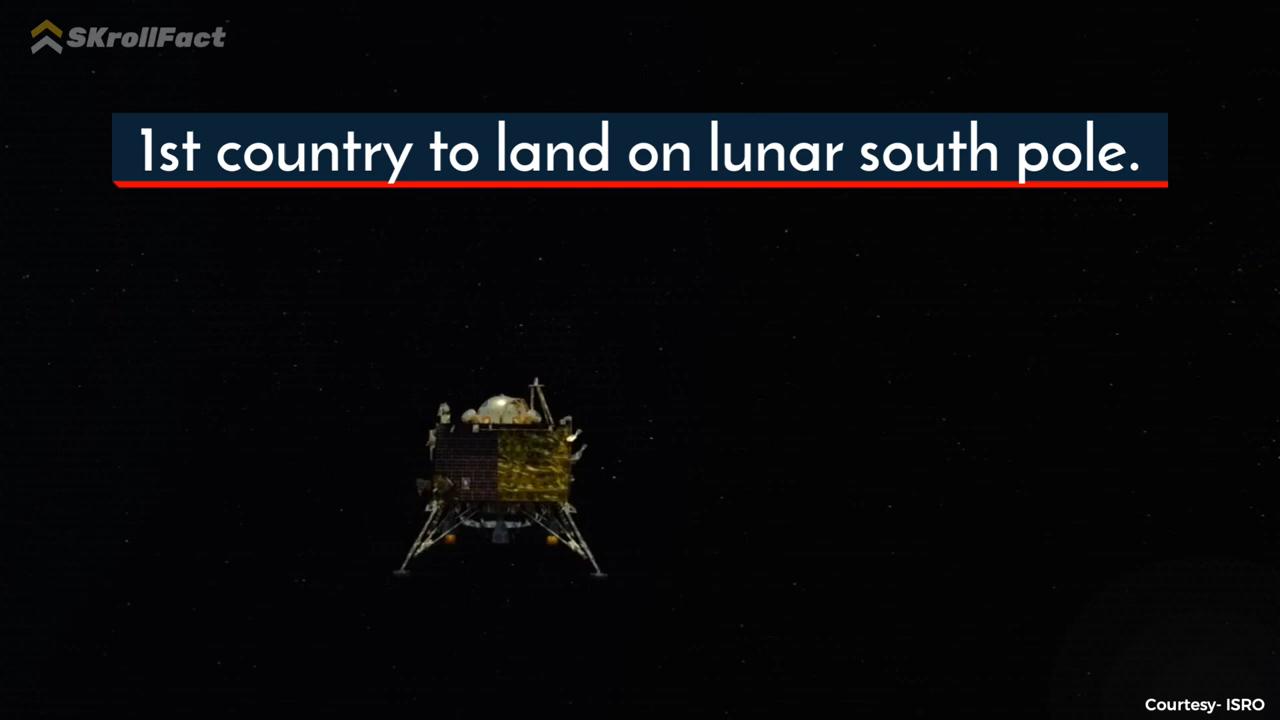 SKrollFact
1st country to land on lunar south pole.
Courtesy- ISRO